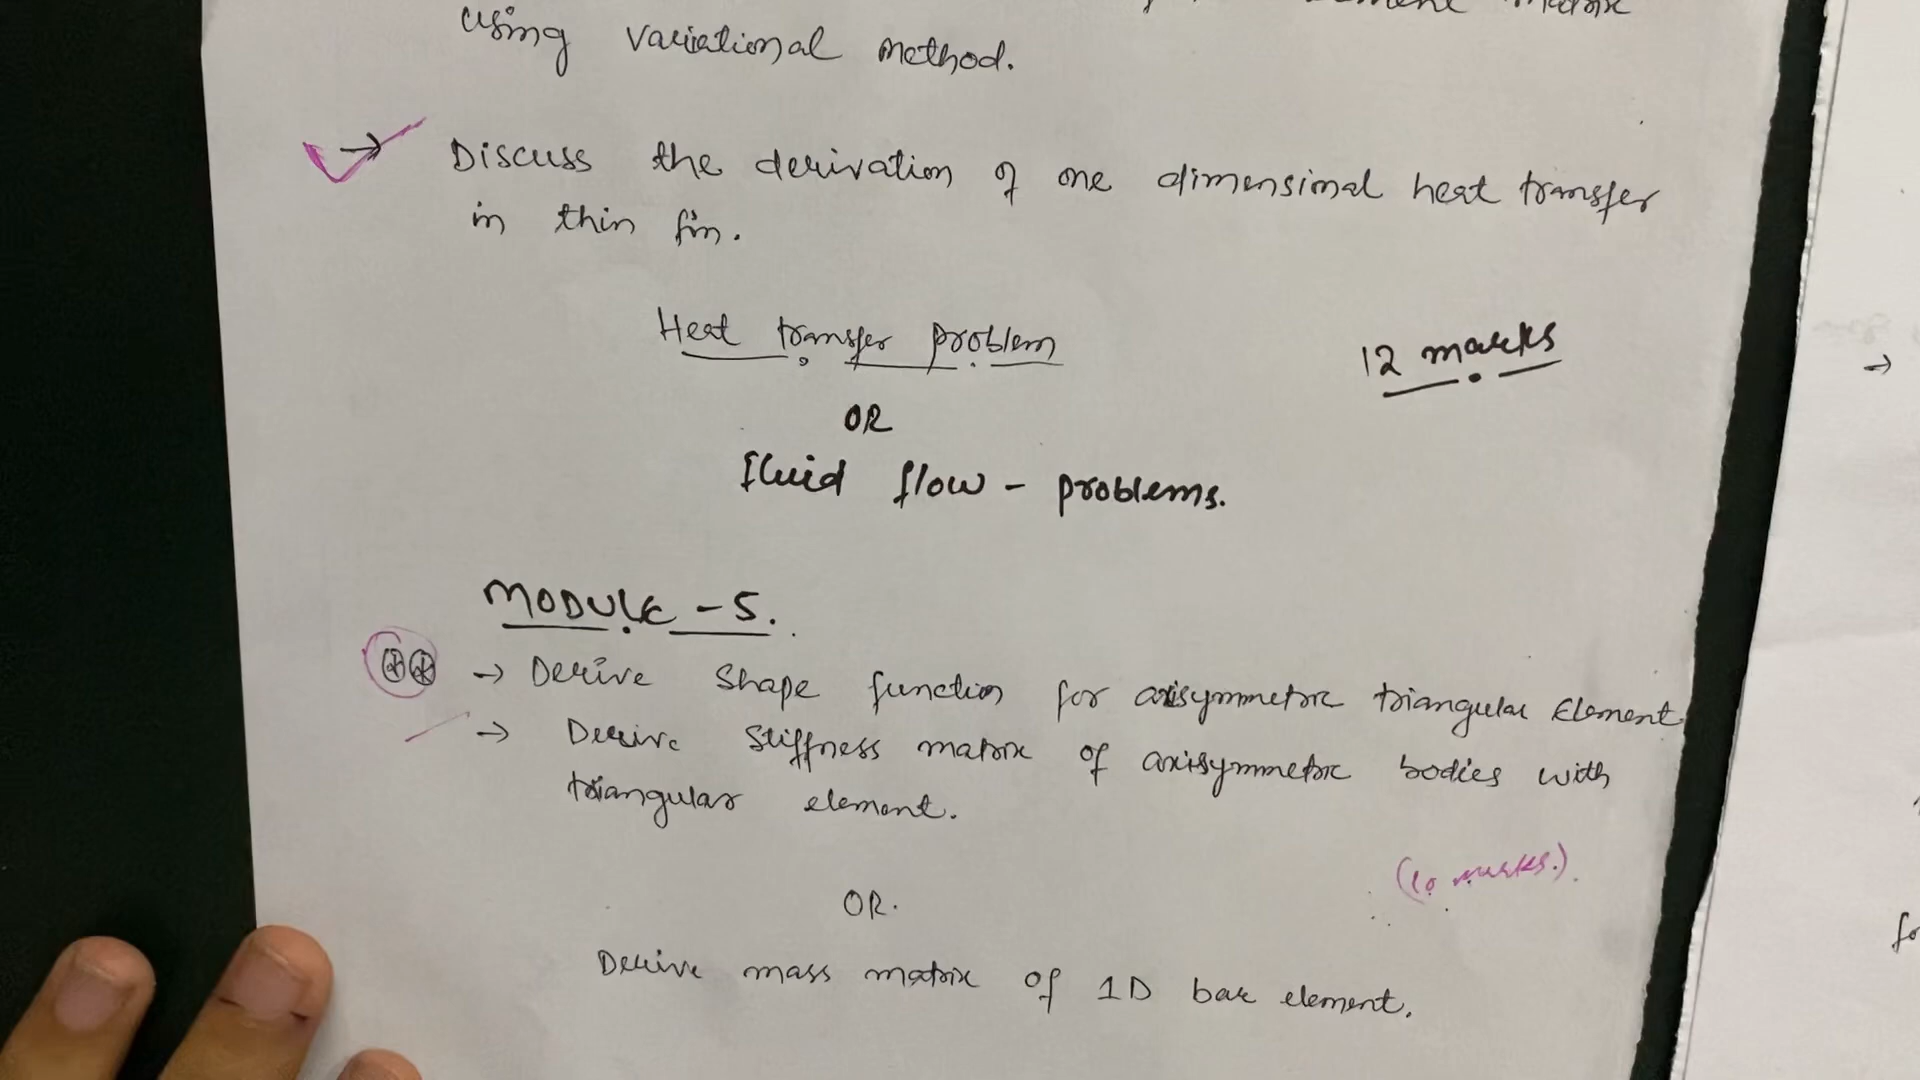 matrix
using variational method.
→ Discuss the derivation of one dimensional heat transfer
in thin fin.
Heat transfer problem
12 marks
OR
fluid flow - problems.
MODULE - 5.
→ Derive shape function for axisymmetric triangular Element
→ Derive stiffness matrix of axisymmetric bodies with
triangular element.
(10 marks.).
OR.
Derive mass matrix of 1D bar element.
→
fo